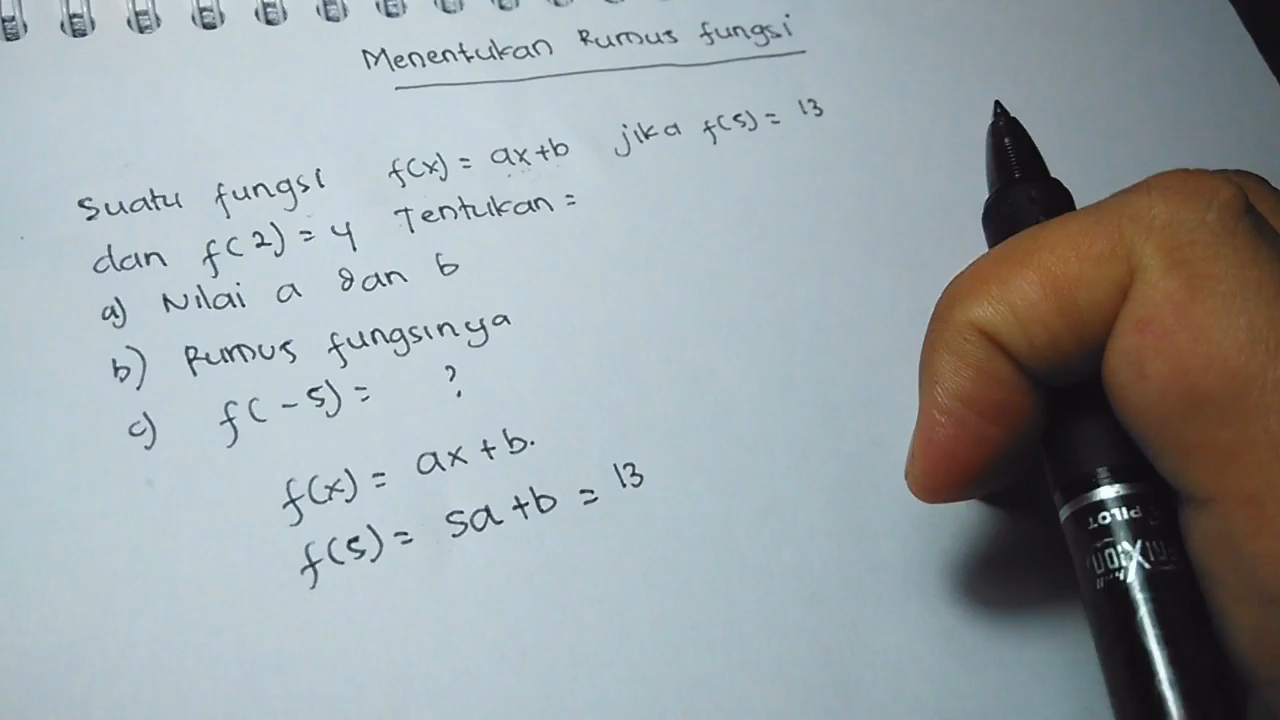 Menentukan Rumus fungsi
Suatu fungsi f(x) = ax+b jika f(5) = 13
dan f(2) = 4 Tentukan =
a) Nilai a dan b
b) Rumus fungsinya
c) f(-5) = ?
f(x) = ax + b.
f(5) = 5a + b = 13
PILOT